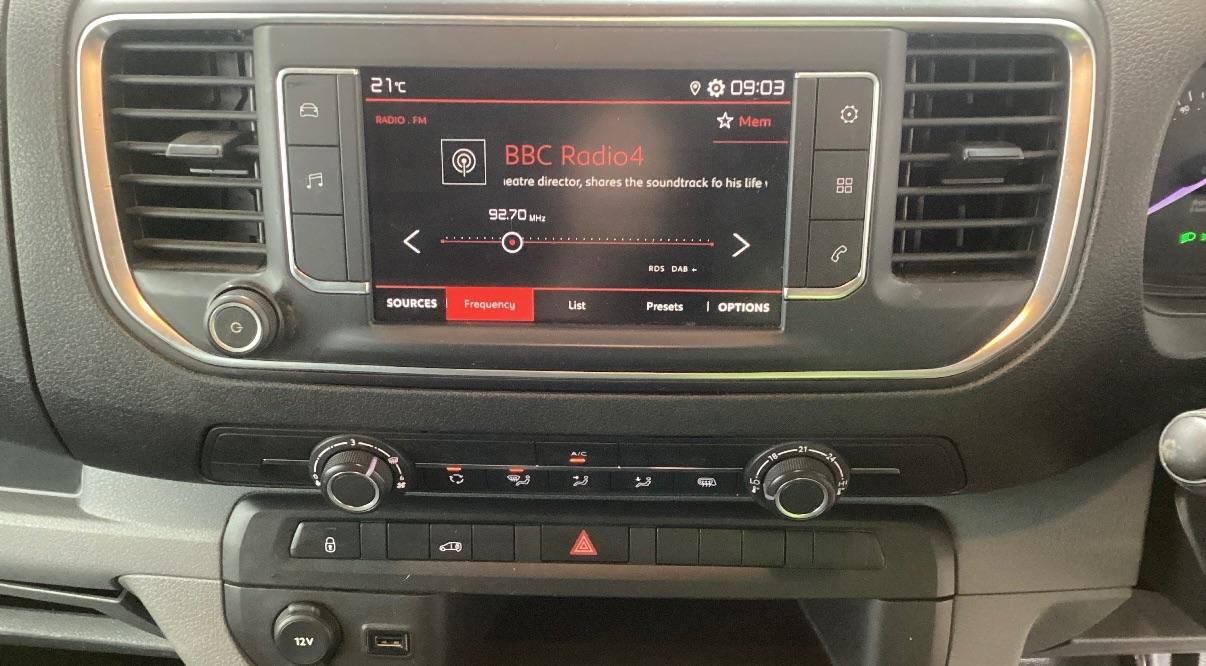 21°C 09:03
RADIO . FM
Mem
BBC Radio4
eatre director, shares the soundtrack fo his life
92.70 MHz
RDS DAB
SOURCES Frequency List Presets OPTIONS
3
A/C
18 21 24
12V